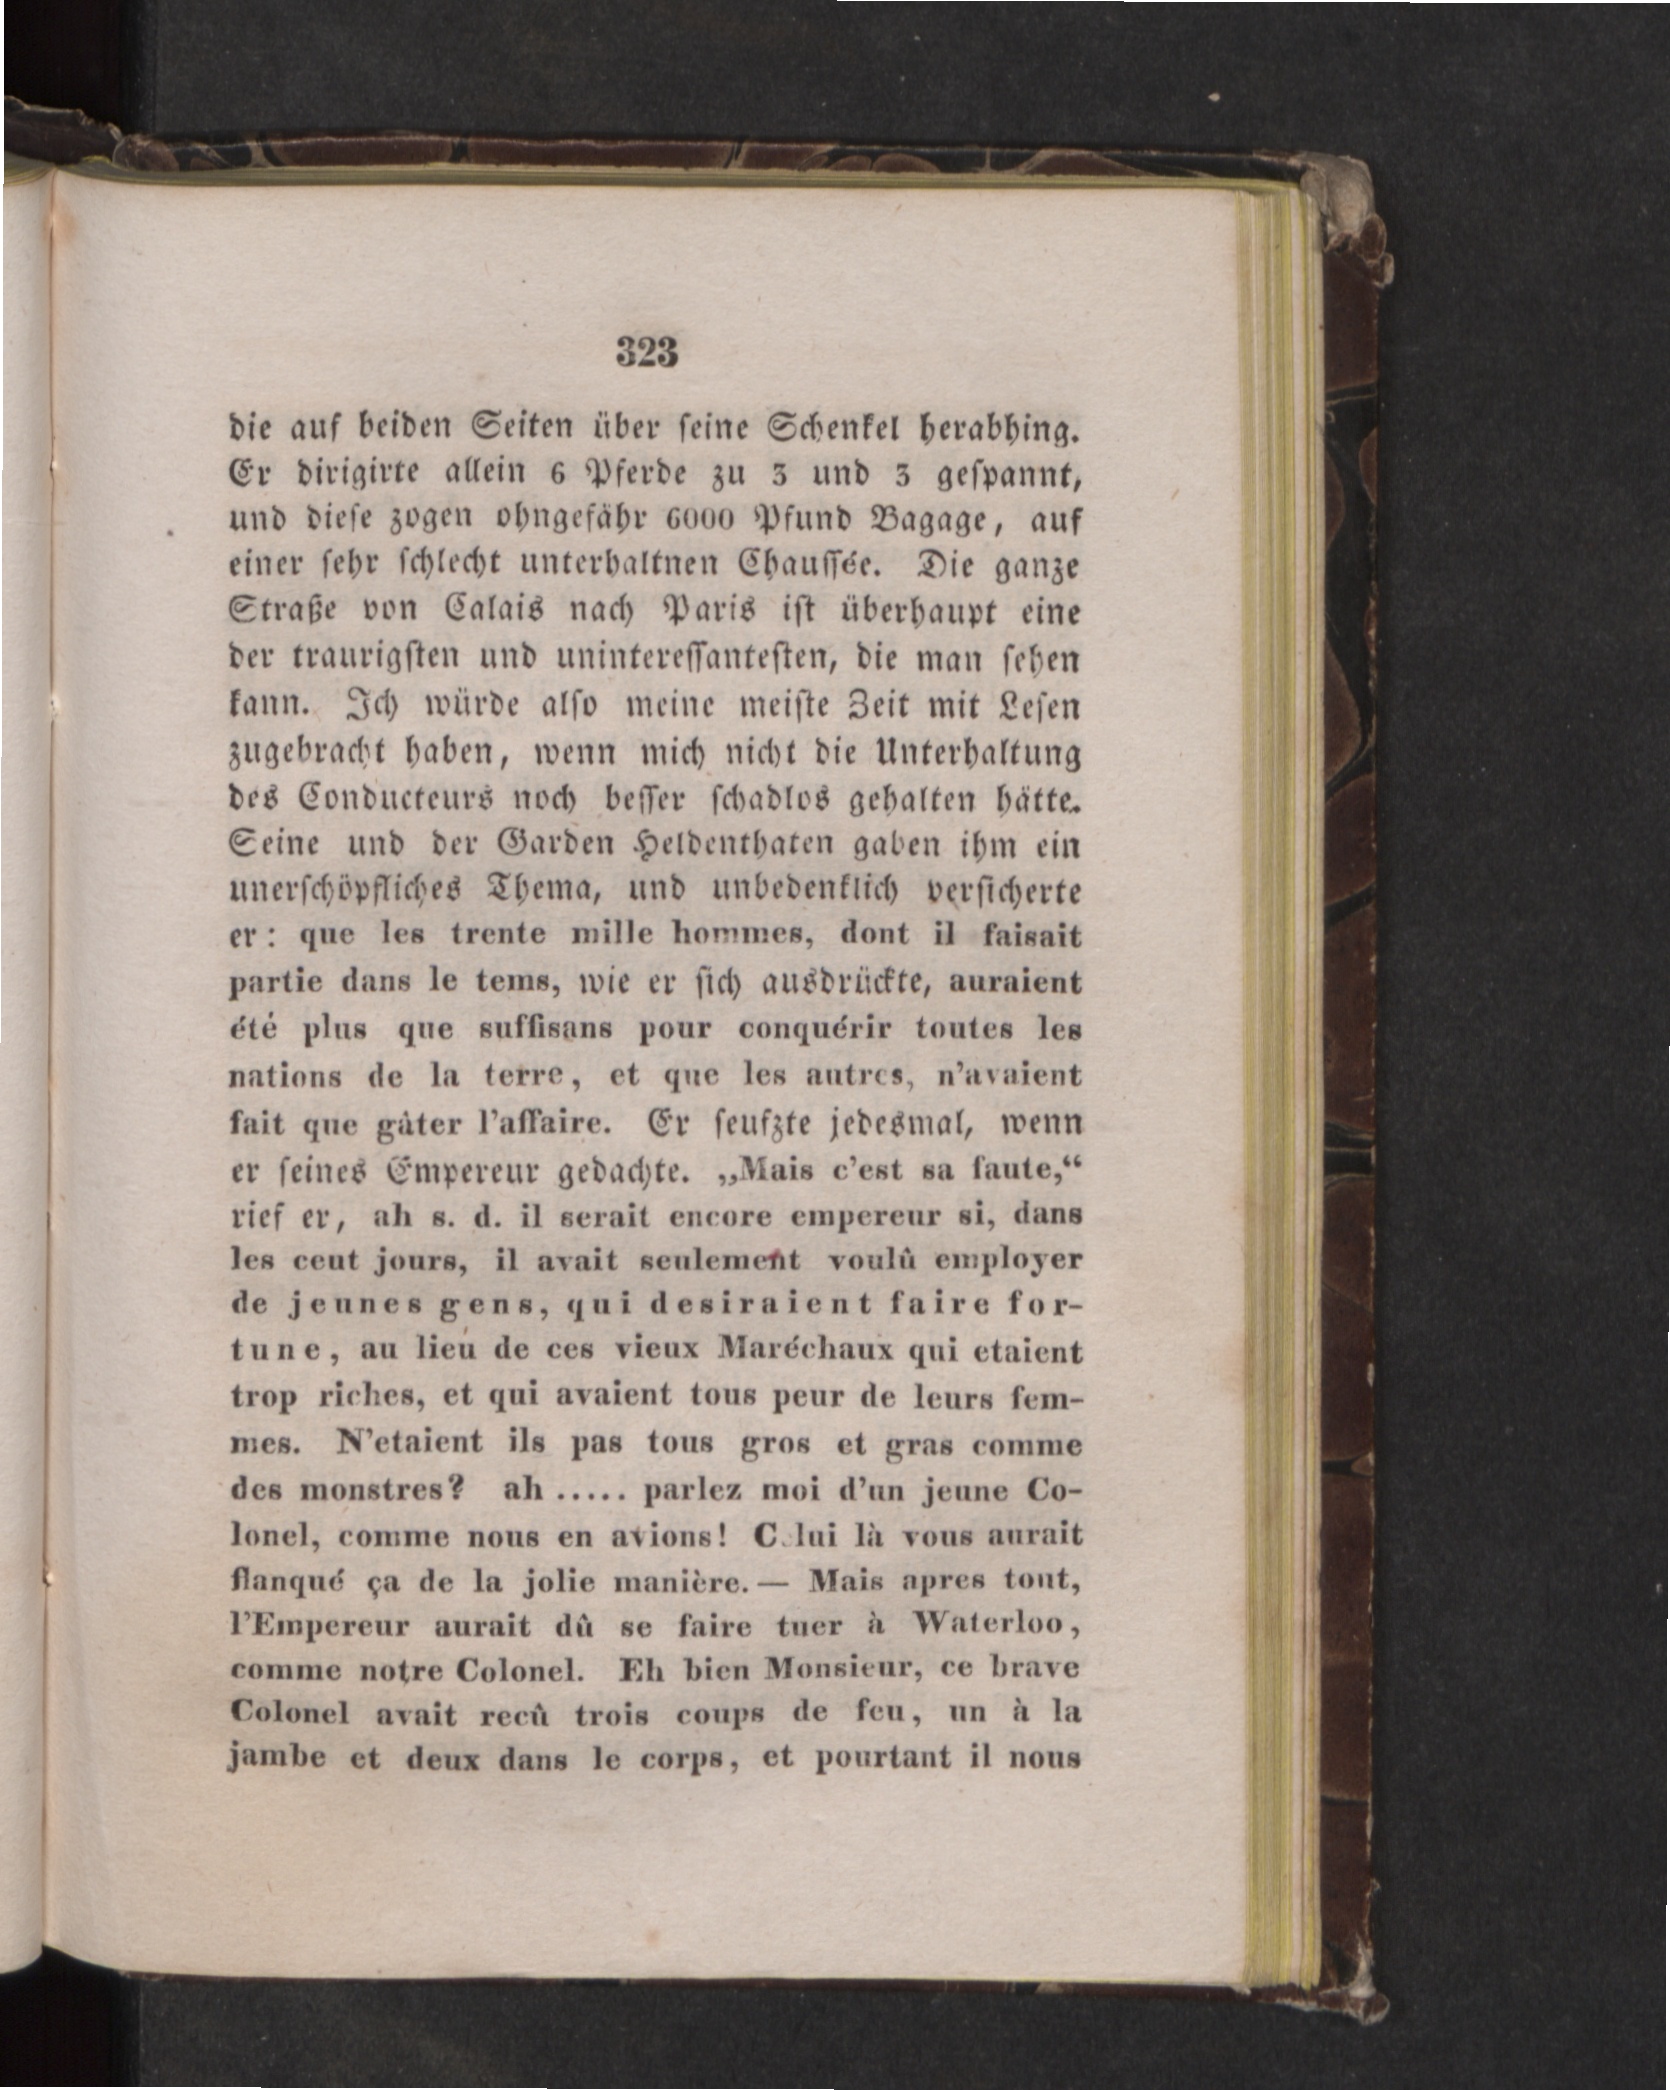 323
die auf beiden Seiten über ſeine Schenkel herabhing.
Er dirigirte allein 6 Pferde zu 3 und 3 geſpannt,
und dieſe zogen ohngefähr 6000 Pfund Bagage, auf
einer ſehr ſchlecht unterhaltnen Chauſſée. Die ganze
Straße von Calais nach Paris iſt überhaupt eine
der traurigſten und unintereſſanteſten, die man ſehen
kann. Ich würde alſo meine meiſte Zeit mit Leſen
zugebracht haben, wenn mich nicht die Unterhaltung
des Conducteurs noch beſſer ſchadlos gehalten hätte.
Seine und der Garden Heldenthaten gaben ihm ein
unerſchöpfliches Thema, und unbedenklich verſicherte
er: que les trente mille hommes, dont il faisait
partie dans le tems, wie er ſich ausdrückte, auraient
été plus que suffisans pour conquérir toutes les
nations de la terre, et que les autres, n'avaient
fait que gâter l'affaire. Er ſeufzte jedesmal, wenn
er ſeines Empereur gedachte. „Mais c'est sa faute,“
rief er, ah s. d. il serait encore empereur si, dans
les cent jours, il avait seulement voulû employer
de jeunes gens, qui desiraient faire for-
tune, au lieu de ces vieux Maréchaux qui etaient
trop riches, et qui avaient tous peur de leurs fem-
mes. N'etaient ils pas tous gros et gras comme
des monstres? ah ..... parlez moi d'un jeune Co-
lonel, comme nous en avions! C lui là vous aurait
flanqué ça de la jolie manière. — Mais apres tout,
l'Empereur aurait dû se faire tuer à Waterloo,
comme notre Colonel. Eh bien Monsieur, ce brave
Colonel avait recû trois coups de feu, un à la
jambe et deux dans le corps, et pourtant il nous